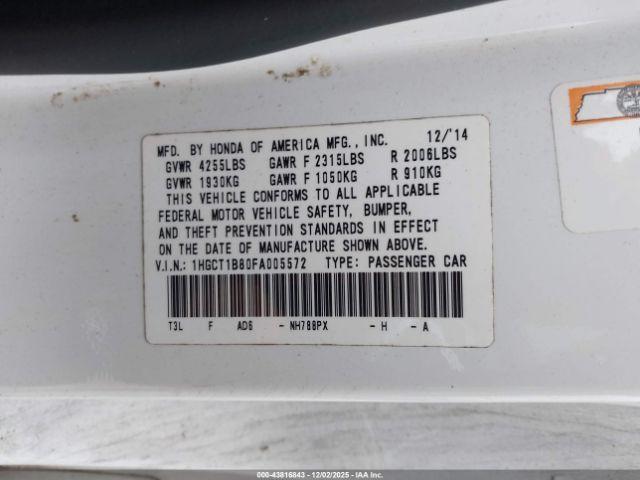 MFD. BY HONDA OF AMERICA MFG., INC. 12/'14
GVWR 4255LBS GAWR F 2315LBS R 2006LBS
GVWR 1930KG GAWR F 1050KG R 910KG
THIS VEHICLE CONFORMS TO ALL APPLICABLE
FEDERAL MOTOR VEHICLE SAFETY, BUMPER,
AND THEFT PREVENTION STANDARDS IN EFFECT
ON THE DATE OF MANUFACTURE SHOWN ABOVE.
V.I.N.: 1HGCT1B80FA005572 TYPE: PASSENGER CAR
T3L F AD6 - NH788PX - H - A
000-43816843 - 12/02/2025 - IAA Inc.